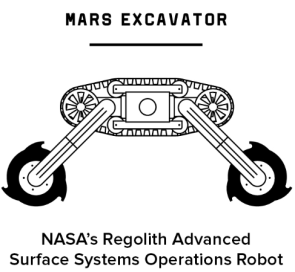 MARS EXCAVATOR
NASA’s Regolith Advanced
Surface Systems Operations Robot